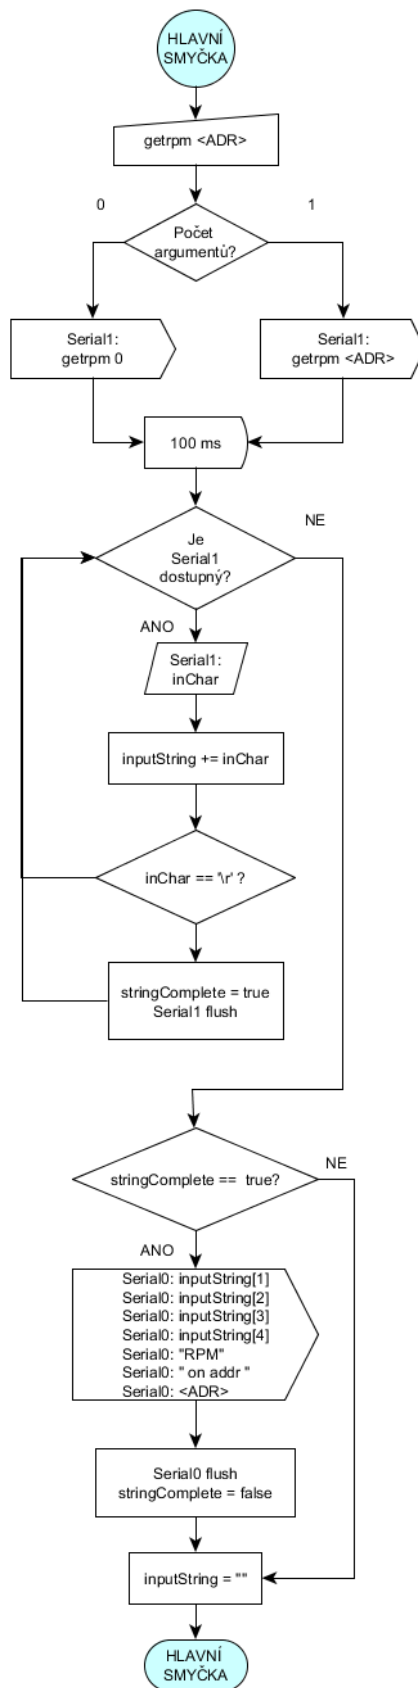 HLAVNÍ
SMYČKA
getrpm <ADR>
0
1
Počet
argumentů?
Serial1:
getrpm 0
Serial1:
getrpm <ADR>
100 ms
NE
Je
Serial1
dostupný?
ANO
Serial1:
inChar
inputString += inChar
inChar == '\r' ?
stringComplete = true
Serial1 flush
stringComplete == true?
NE
ANO
Serial0: inputString[1]
Serial0: inputString[2]
Serial0: inputString[3]
Serial0: inputString[4]
Serial0: "RPM"
Serial0: " on addr "
Serial0: <ADR>
Serial0 flush
stringComplete = false
inputString = ""
HLAVNÍ
SMYČKA